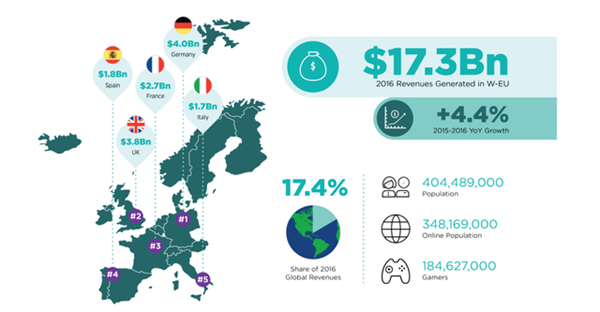 $4.0Bn
Germany
$1.8Bn
Spain
$2.7Bn
France
$1.7Bn
Italy
$3.8Bn
UK
#2
#1
#3
#4
#5
$17.3Bn
2016 Revenues Generated in W-EU
$
+4.4%
2015-2016 YoY Growth
17.4%
Share of 2016
Global Revenues
404,489,000
Population
348,169,000
Online Population
184,627,000
Gamers